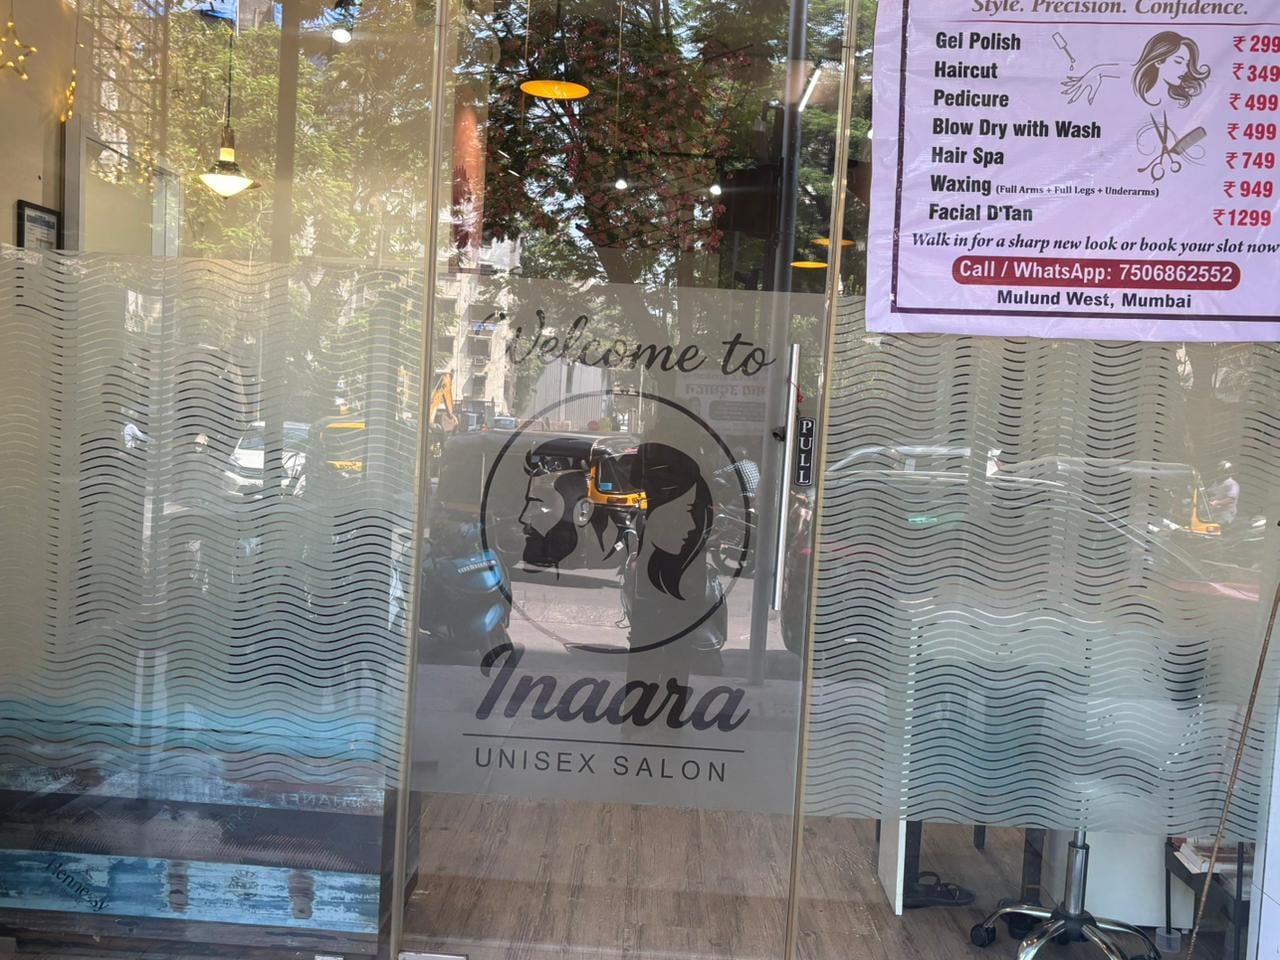 Style. Precision. Confidence.
Gel Polish ₹ 299
Haircut ₹ 349
Pedicure ₹ 499
Blow Dry with Wash ₹ 499
Hair Spa ₹ 749
Waxing (Full Arms + Full Legs + Underarms) ₹ 949
Facial D'Tan ₹1299
Walk in for a sharp new look or book your slot now
Call / WhatsApp: 7506862552
Mulund West, Mumbai
Welcome to
PULL
Inaara
UNISEX SALON
Hennessy